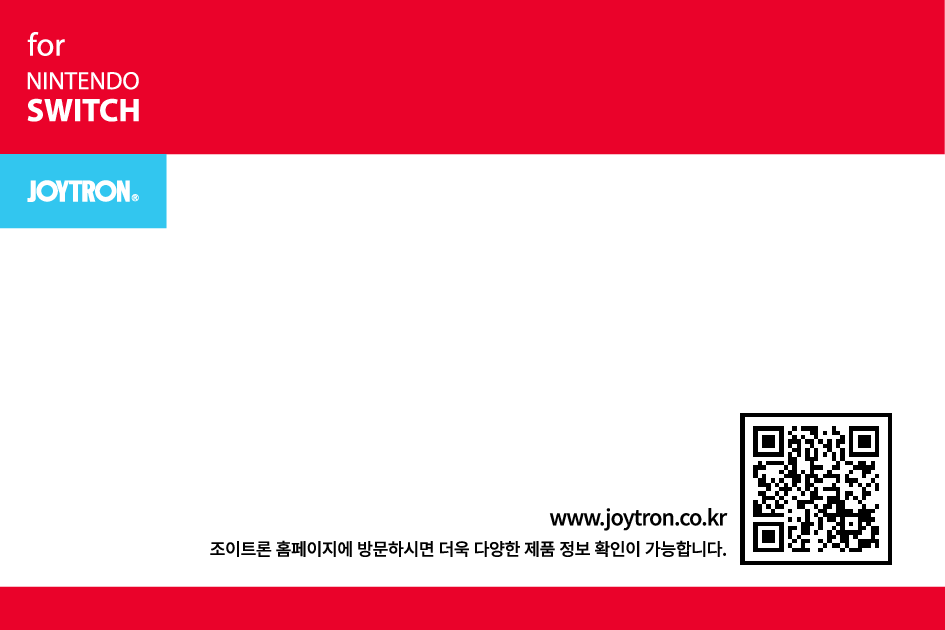 for
NINTENDO
SWITCH
JOYTRON®
www.joytron.co.kr
조이트론 홈페이지에 방문하시면 더욱 다양한 제품 정보 확인이 가능합니다.